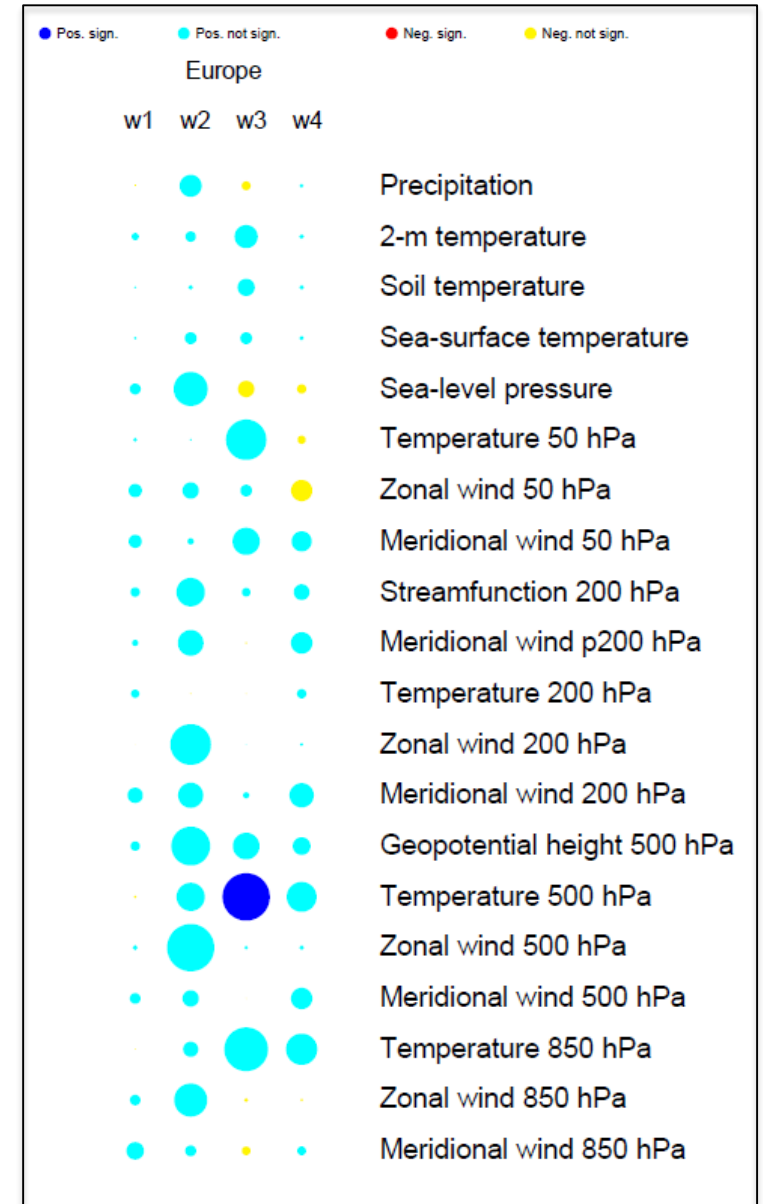 Pos. sign. Pos. not sign. Neg. sign. Neg. not sign.
Europe
w1 w2 w3 w4
Precipitation
2-m temperature
Soil temperature
Sea-surface temperature
Sea-level pressure
Temperature 50 hPa
Zonal wind 50 hPa
Meridional wind 50 hPa
Streamfunction 200 hPa
Meridional wind p200 hPa
Temperature 200 hPa
Zonal wind 200 hPa
Meridional wind 200 hPa
Geopotential height 500 hPa
Temperature 500 hPa
Zonal wind 500 hPa
Meridional wind 500 hPa
Temperature 850 hPa
Zonal wind 850 hPa
Meridional wind 850 hPa